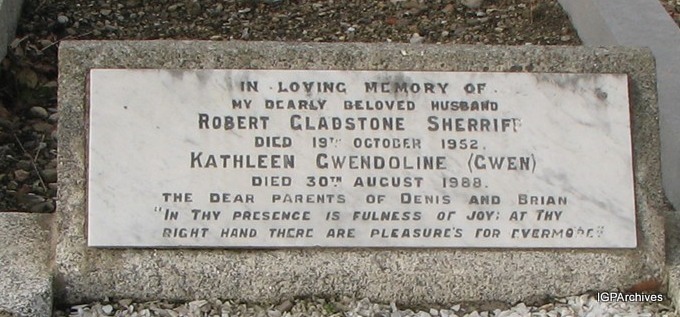 IN LOVING MEMORY OF
MY DEARLY BELOVED HUSBAND
ROBERT GLADSTONE SHERRIFF
DIED 19TH OCTOBER 1952.
KATHLEEN GWENDOLINE (GWEN)
DIED 30TH AUGUST 1988.
THE DEAR PARENTS OF DENIS AND BRIAN
"IN THY PRESENCE IS FULNESS OF JOY; AT THY
RIGHT HAND THERE ARE PLEASURE'S FOR EVERMORE"
IGPArchives